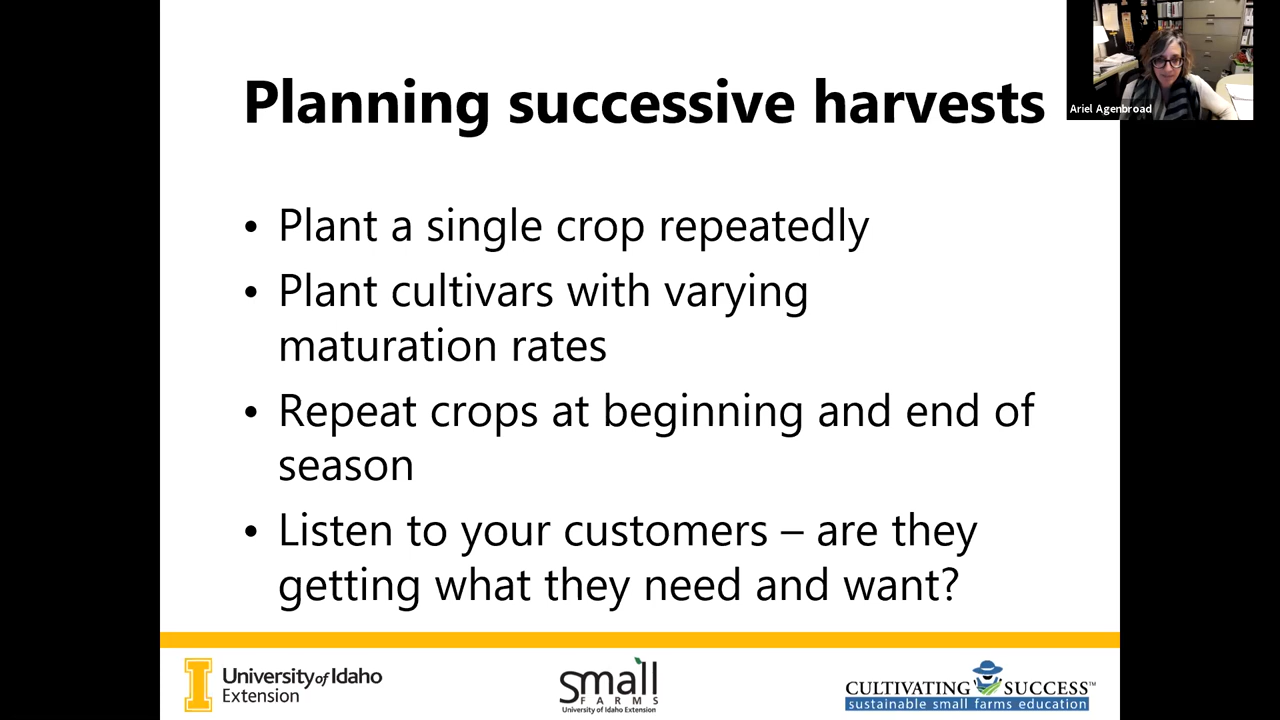 Planning successive harvests
Ariel Agenbroad
• Plant a single crop repeatedly
• Plant cultivars with varying
maturation rates
• Repeat crops at beginning and end of
season
• Listen to your customers – are they
getting what they need and want?
University of Idaho
Extension
small
FARMS
University of Idaho Extension
CULTIVATING SUCCESS™
sustainable small farms education